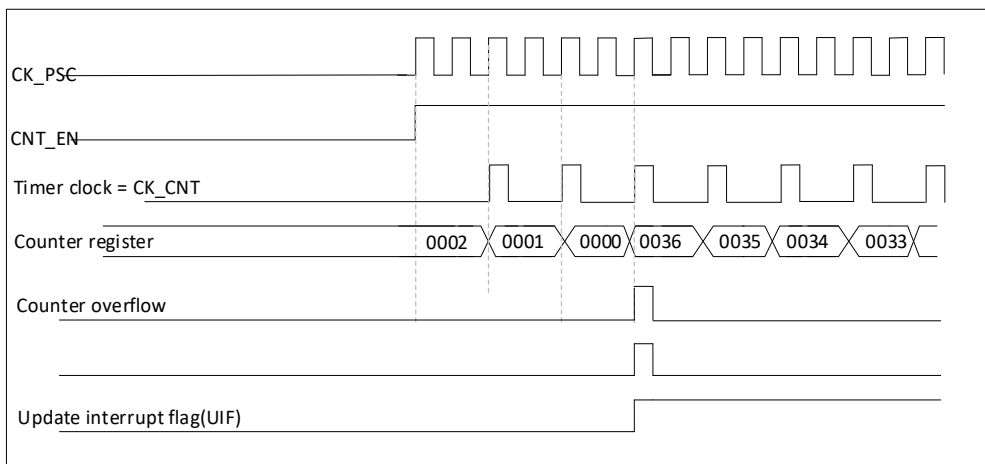 CK_PSC
CNT_EN
Timer clock = CK_CNT
Counter register
0002 0001 0000 0036 0035 0034 0033
Counter overflow
Update interrupt flag(UIF)